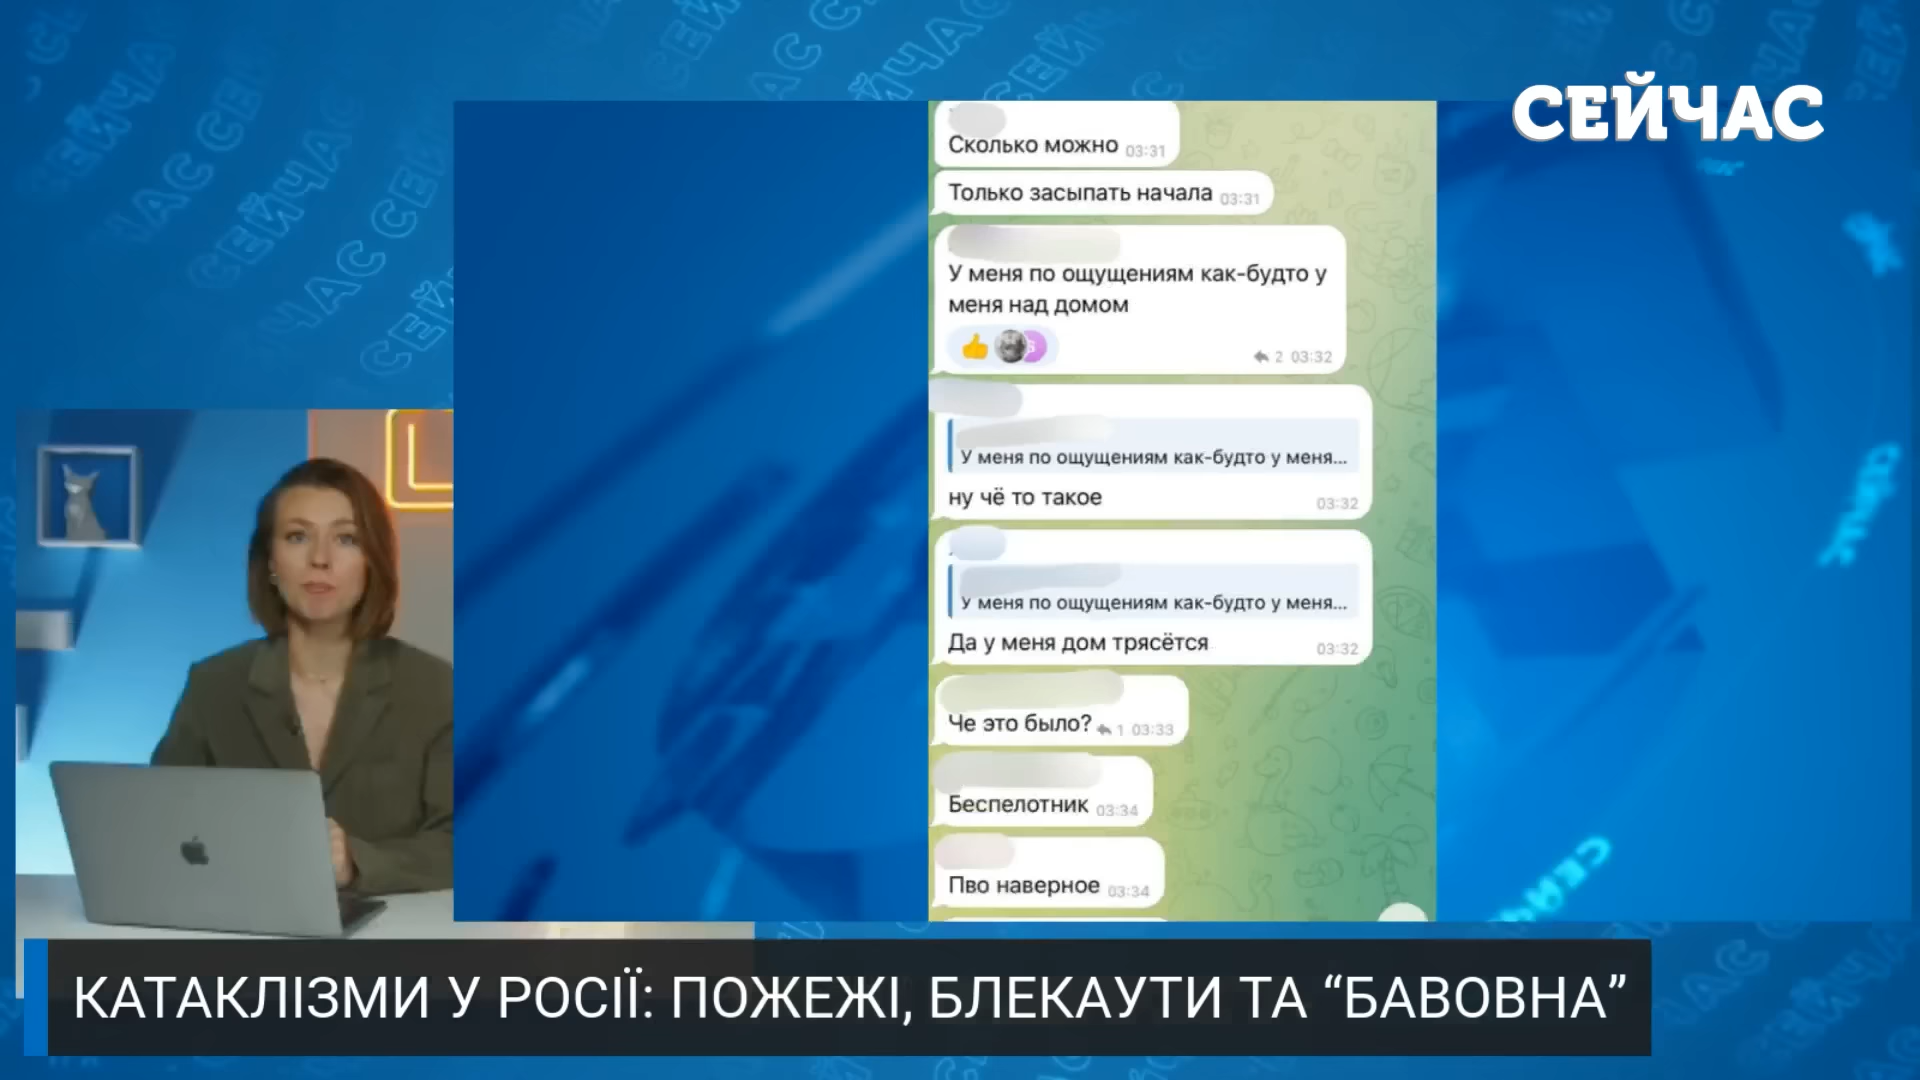 СЕЙЧАС
Сколько можно 03:31
Только засыпать начала 03:31
У меня по ощущениям как-будто у
меня над домом
2 03:32
У меня по ощущениям как-будто у меня...
ну чё то такое 03:32
У меня по ощущениям как-будто у меня...
Да у меня дом трясётся 03:32
Че это было? 1 03:33
Беспелотник 03:34
Пво наверное 03:34
КАТАКЛІЗМИ У РОСІЇ: ПОЖЕЖІ, БЛЕКАУТИ ТА “БАВОВНА”